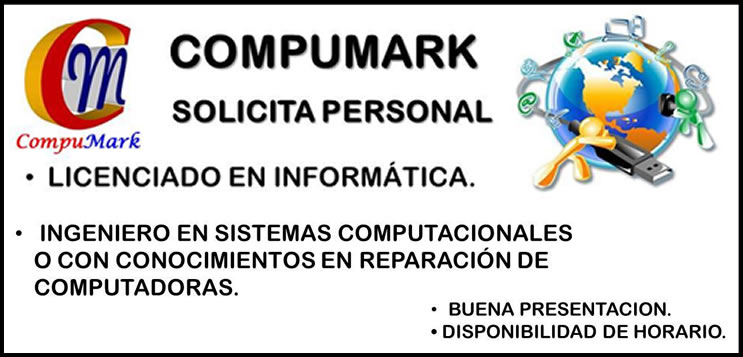 CM
CompuMark
COMPUMARK
SOLICITA PERSONAL
• LICENCIADO EN INFORMÁTICA.
• INGENIERO EN SISTEMAS COMPUTACIONALES
O CON CONOCIMIENTOS EN REPARACIÓN DE
COMPUTADORAS.
• BUENA PRESENTACION.
• DISPONIBILIDAD DE HORARIO.